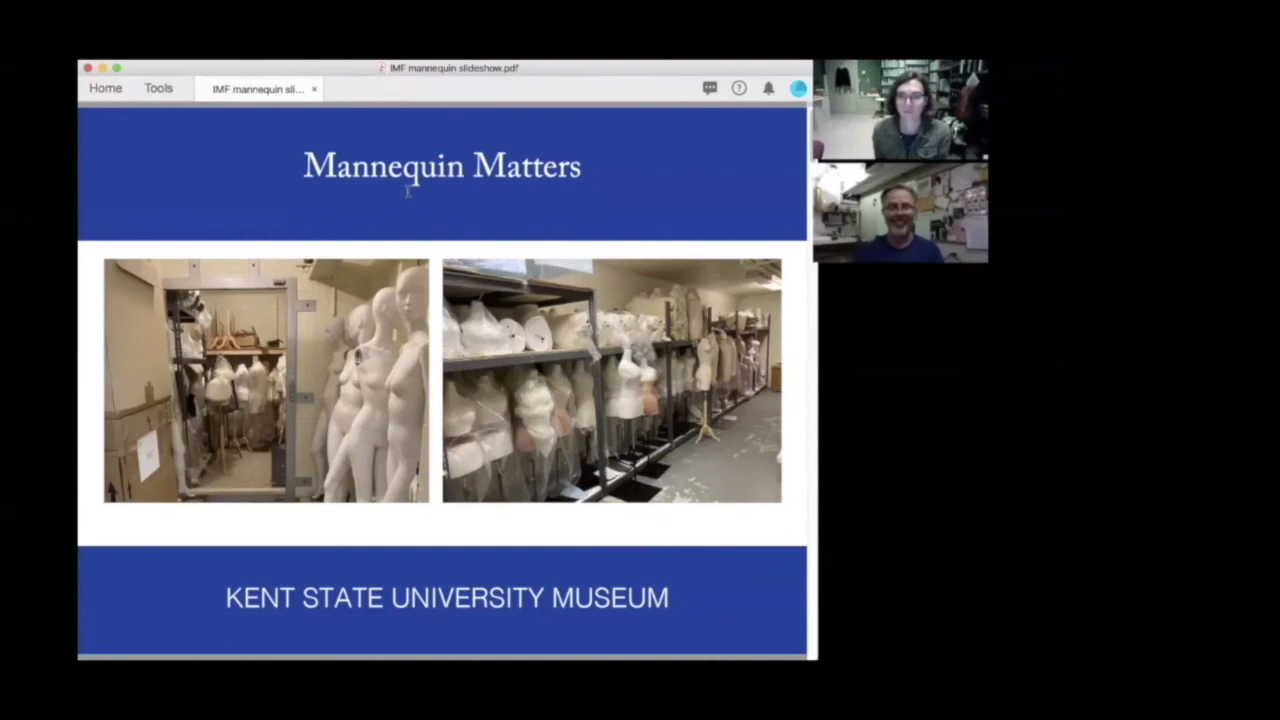 IMF mannequin slideshow.pdf
Home
Tools
IMF mannequin sli...
Mannequin Matters
KENT STATE UNIVERSITY MUSEUM